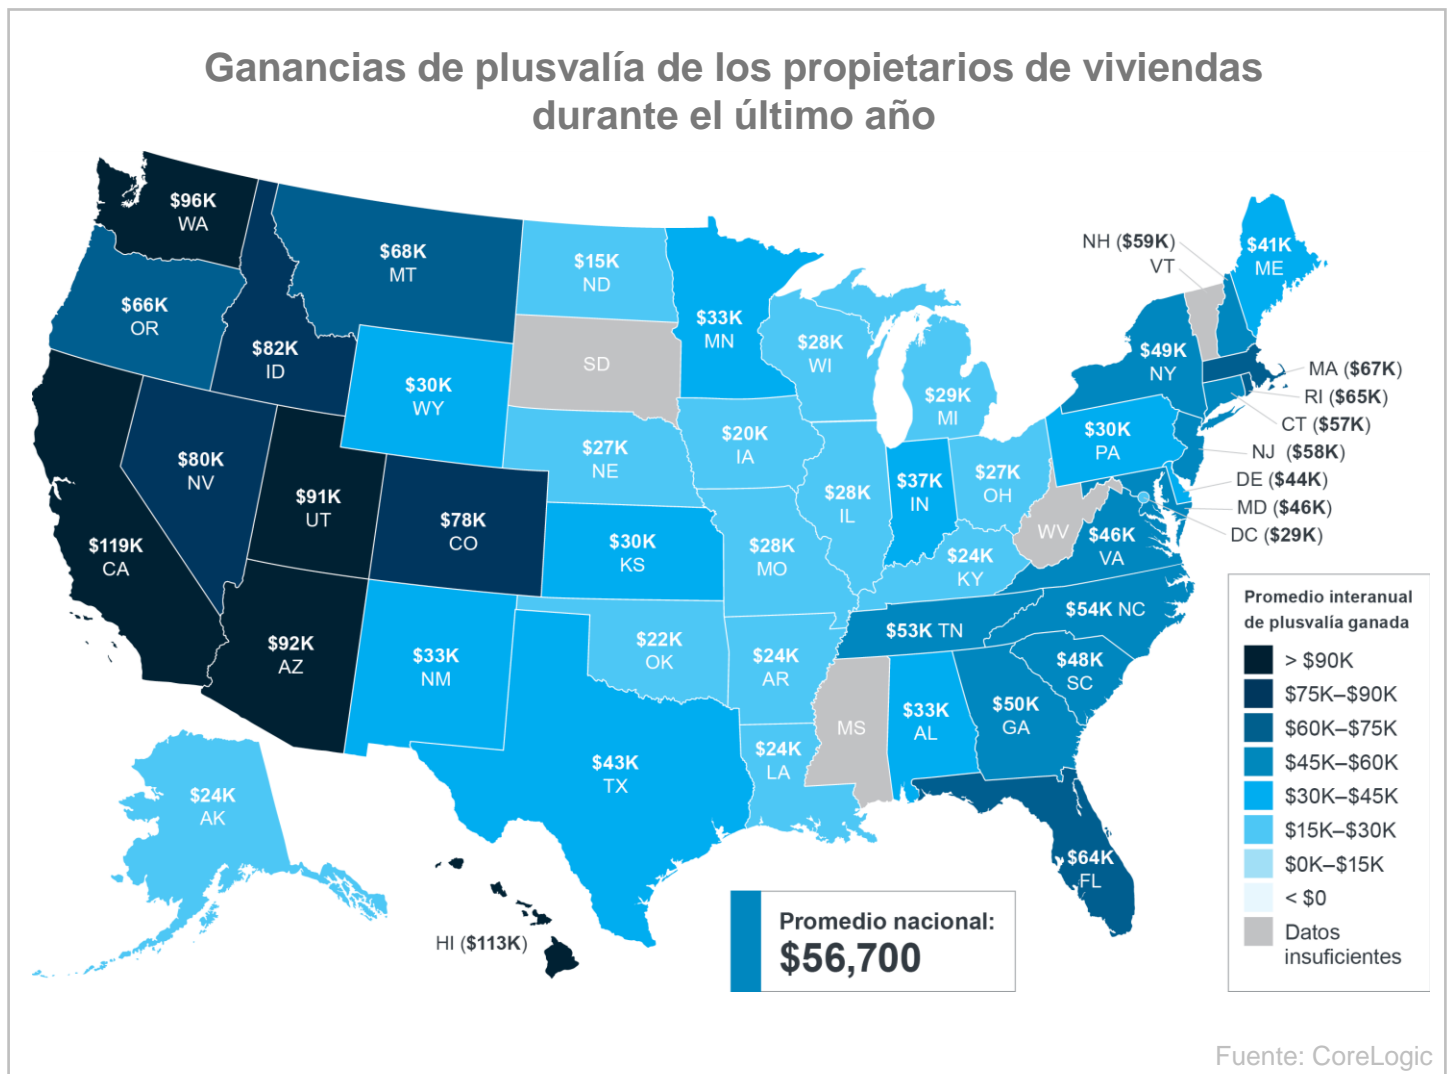 Ganancias de plusvalía de los propietarios de viviendas
durante el último año
$96K
WA
$66K
OR
$119K
CA
$80K
NV
$82K
ID
$68K
MT
$30K
WY
$91K
UT
$78K
CO
$92K
AZ
$33K
NM
$15K
ND
SD
$27K
NE
$30K
KS
$22K
OK
$43K
TX
$33K
MN
$20K
IA
$28K
MO
$24K
AR
$24K
LA
$28K
WI
$28K
IL
$29K
MI
$37K
IN
$27K
OH
$24K
KY
$53K TN
MS
$33K
AL
$50K
GA
$64K
FL
$48K
SC
$54K NC
$46K
VA
WV
$30K
PA
$49K
NY
$41K
ME
NH ($59K)
VT
MA ($67K)
RI ($65K)
CT ($57K)
NJ ($58K)
DE ($44K)
MD ($46K)
DC ($29K)
$24K
AK
HI ($113K)
Promedio nacional:
$56,700
Promedio interanual
de plusvalía ganada
> $90K
$75K–$90K
$60K–$75K
$45K–$60K
$30K–$45K
$15K–$30K
$0K–$15K
< $0
Datos
insuficientes
Fuente: CoreLogic